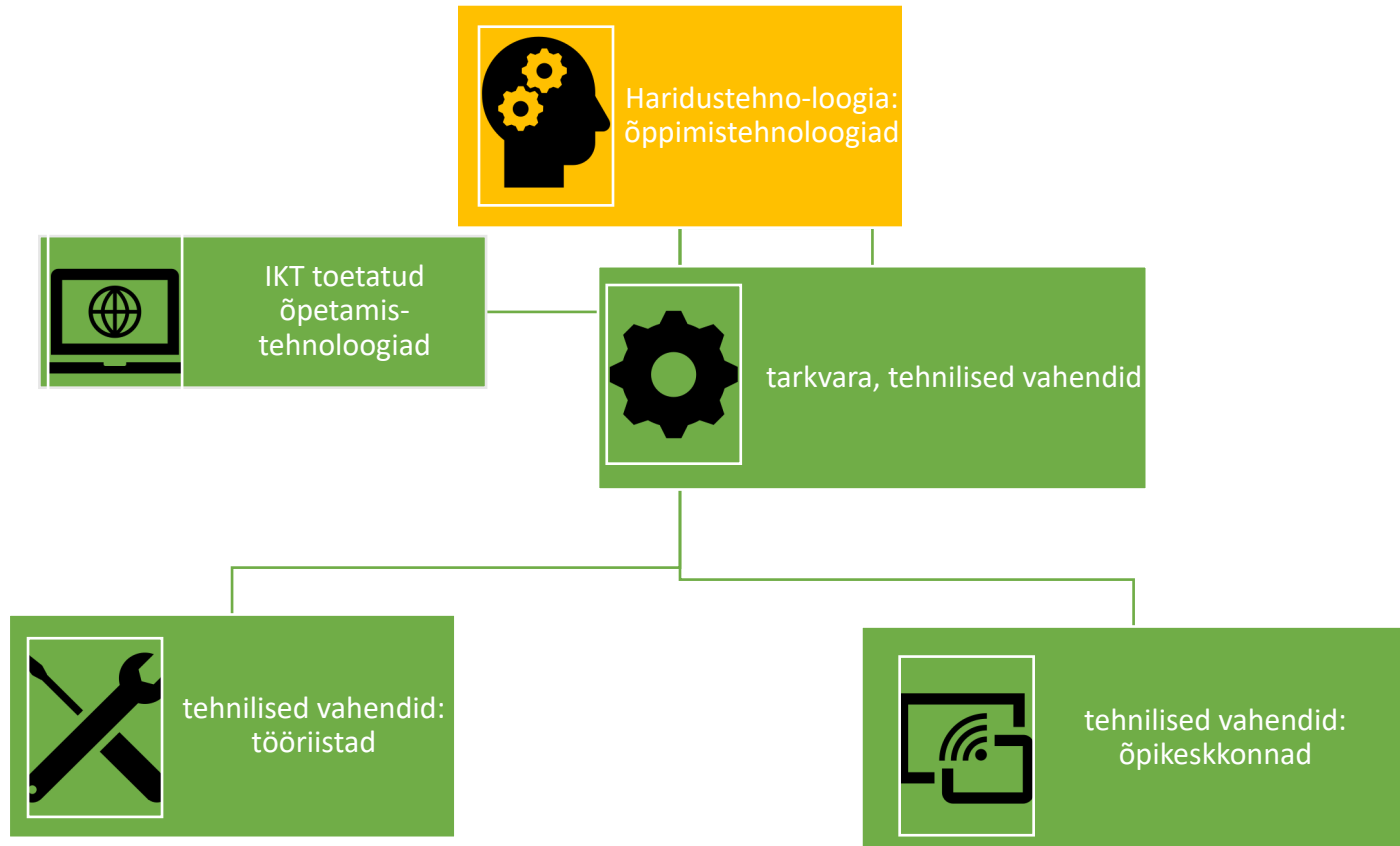 Haridustehno-loogia:
õppimistehnoloogiad
IKT toetatud
õpetamis-
tehnoloogiad
tarkvara, tehnilised vahendid
tehnilised vahendid:
tööriistad
tehnilised vahendid:
õpikeskkonnad